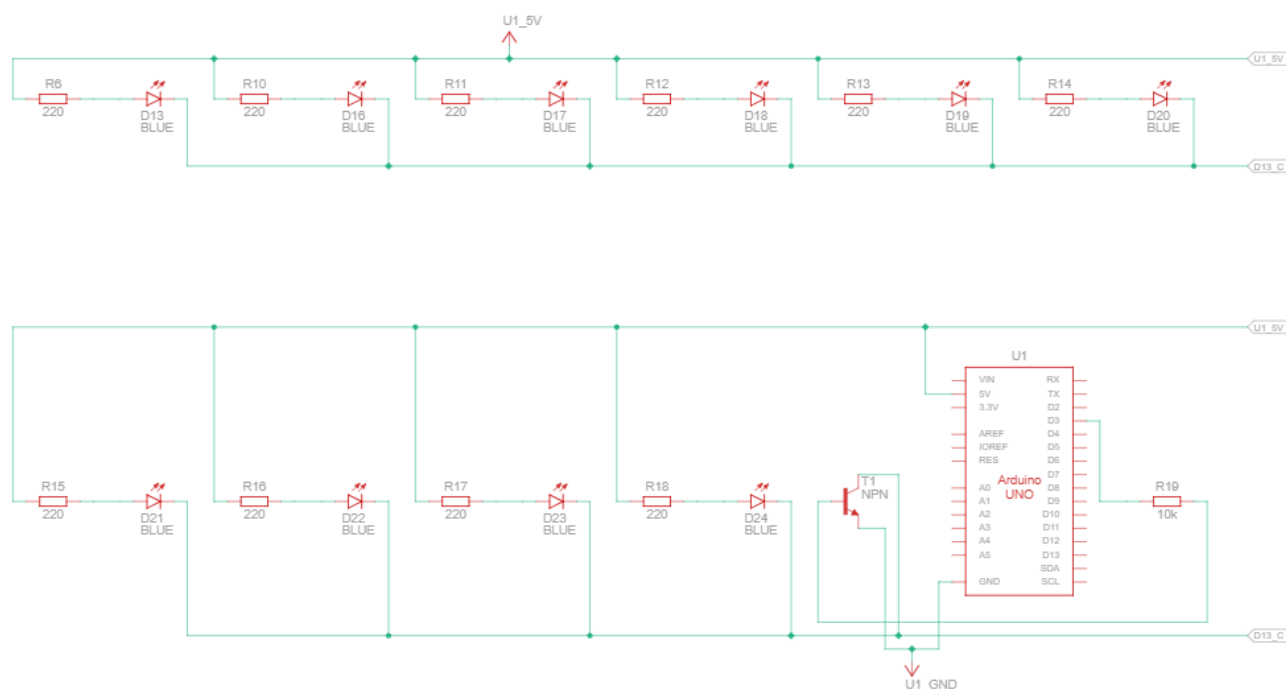 U1_5V
U1_5V
R6
R10
R11
R12
R13
R14
220
D13
220
D16
220
D17
220
D18
220
D19
220
D20
BLUE
BLUE
BLUE
BLUE
BLUE
BLUE
D13_C
U1_5V
U1
VIN
RX
5V
TX
3.3V
D2
D3
AREF
D4
IOREF
D5
RES
D6
D7
A0
D8
A1
D9
A2
D10
A3
D11
A4
D12
A5
D13
SDA
GND
SCL
Arduino
UNO
R15
R16
R17
R18
T1
NPN
R19
220
D21
220
D22
220
D23
220
D24
10k
BLUE
BLUE
BLUE
BLUE
D13_C
U1_GND